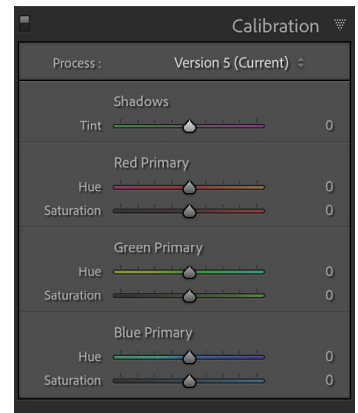 Calibration
Process : Version 5 (Current)
Shadows
Tint 0
Red Primary
Hue 0
Saturation 0
Green Primary
Hue 0
Saturation 0
Blue Primary
Hue 0
Saturation 0